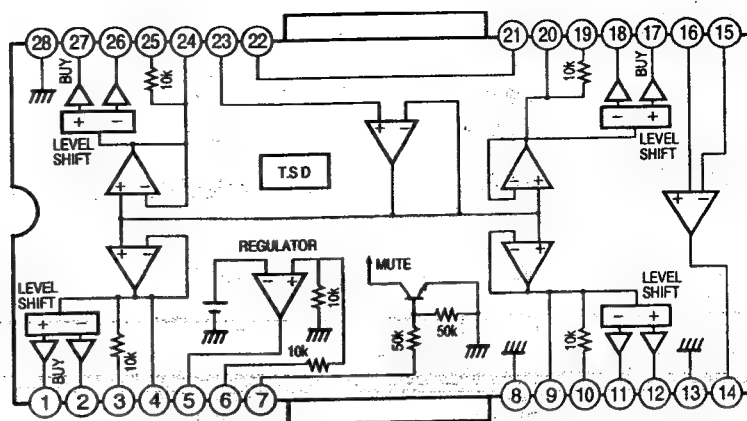 28 27 26 25 24 23 22 21 20 19 18 17 16 15
BUY
10k
10k
BUY
+ -
- +
LEVEL
SHIFT
LEVEL
SHIFT
+ -
T.S.D
+ -
- +
+ -
+ -
- +
REGULATOR
MUTE
- +
LEVEL
SHIFT
LEVEL
SHIFT
10k
50k
+ -
- +
10k
50k
10k
10k
BUY
1 2 3 4 5 6 7 8 9 10 11 12 13 14